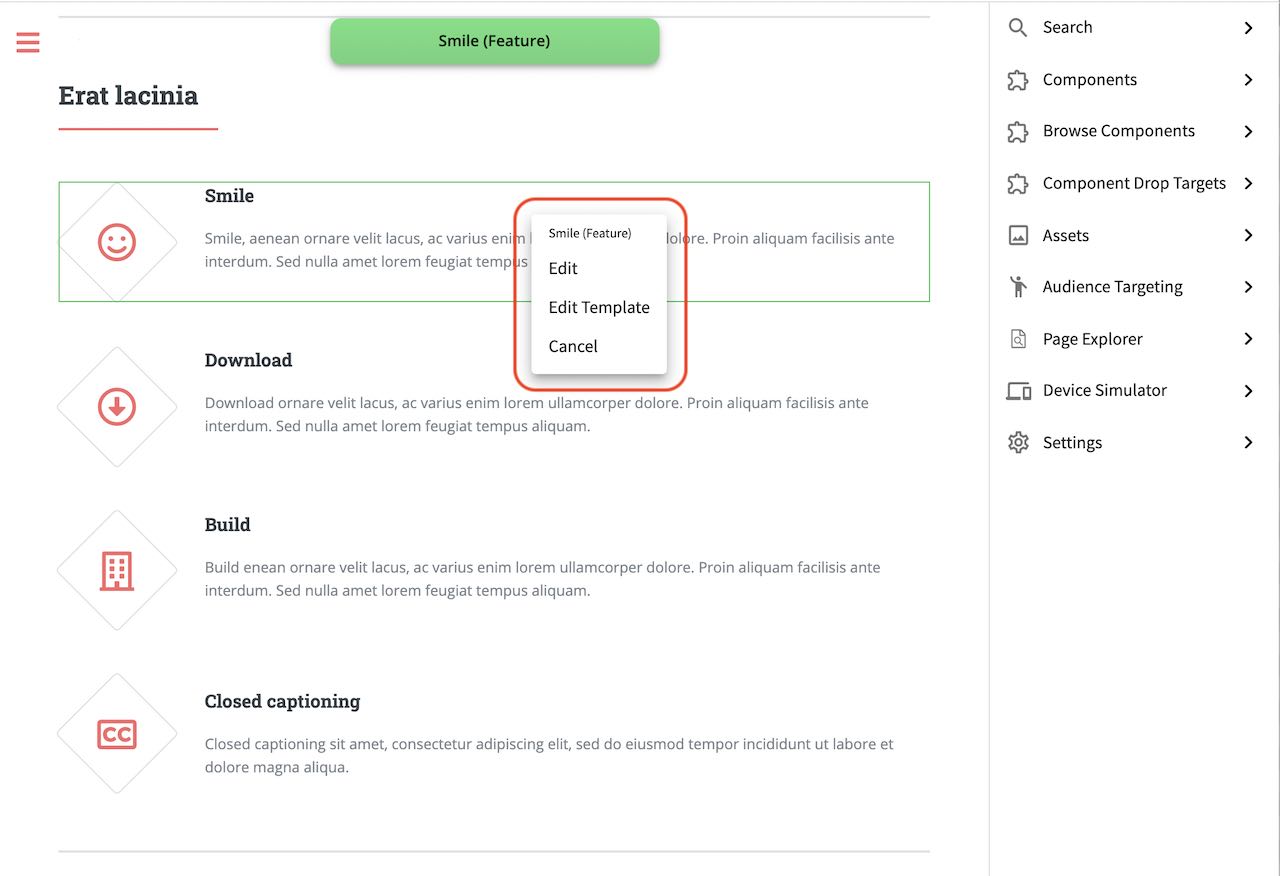 Smile (Feature)
Erat lacinia
Smile
Smile, aenean ornare velit lacus, ac varius enim dolore. Proin aliquam facilisis ante
interdum. Sed nulla amet lorem feugiat tempus
Smile (Feature)
Edit
Edit Template
Cancel
Download
Download ornare velit lacus, ac varius enim lorem ullamcorper dolore. Proin aliquam facilisis ante
interdum. Sed nulla amet lorem feugiat tempus aliquam.
Build
Build enean ornare velit lacus, ac varius enim lorem ullamcorper dolore. Proin aliquam facilisis ante
interdum. Sed nulla amet lorem feugiat tempus aliquam.
CC
Closed captioning
Closed captioning sit amet, consectetur adipiscing elit, sed do eiusmod tempor incididunt ut labore et
dolore magna aliqua.
Search
Components
Browse Components
Component Drop Targets
Assets
Audience Targeting
Page Explorer
Device Simulator
Settings